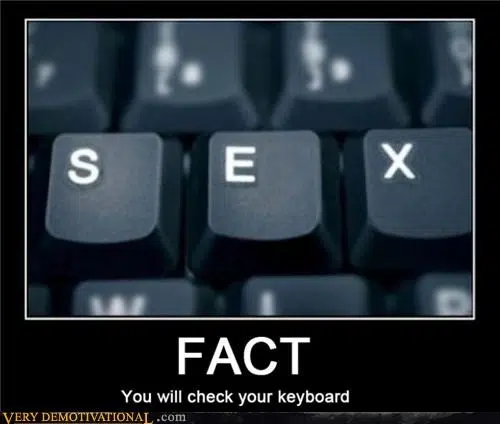 S E X
W
FACT
You will check your keyboard
VERY DEMOTIVATIONAL.com